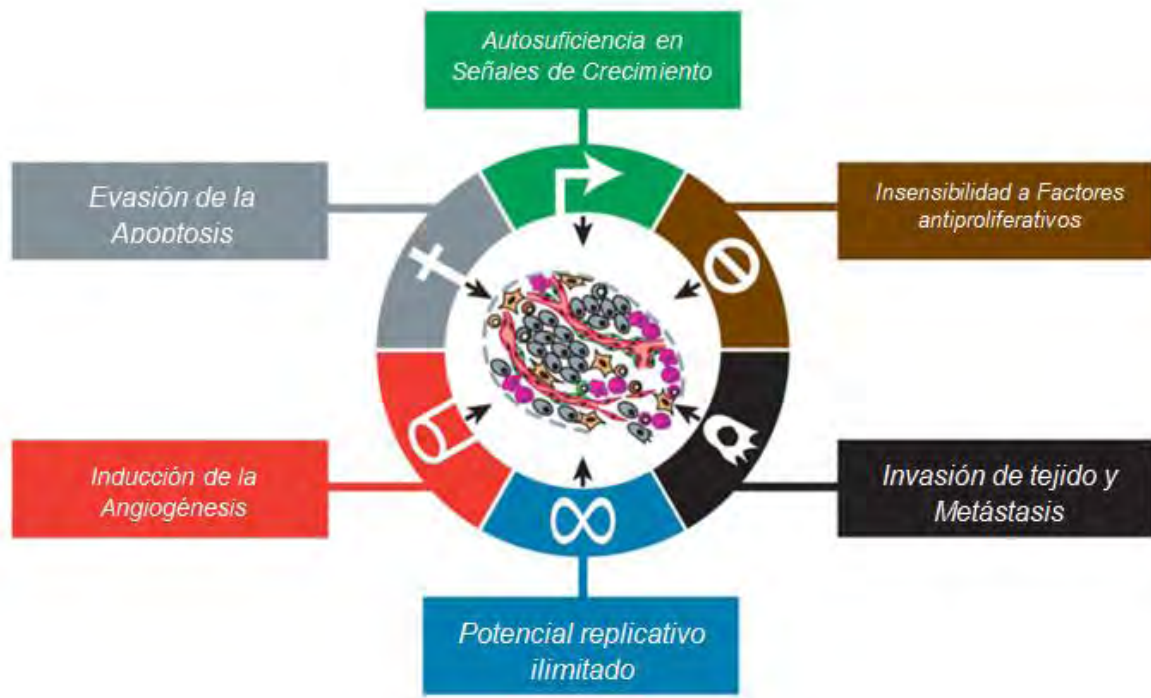 Autosuficiencia en
Señales de Crecimiento
Evasión de la
Apoptosis
Insensibilidad a Factores
antiproliferativos
Inducción de la
Angiogénesis
Invasión de tejido y
Metástasis
Potencial replicativo
ilimitado